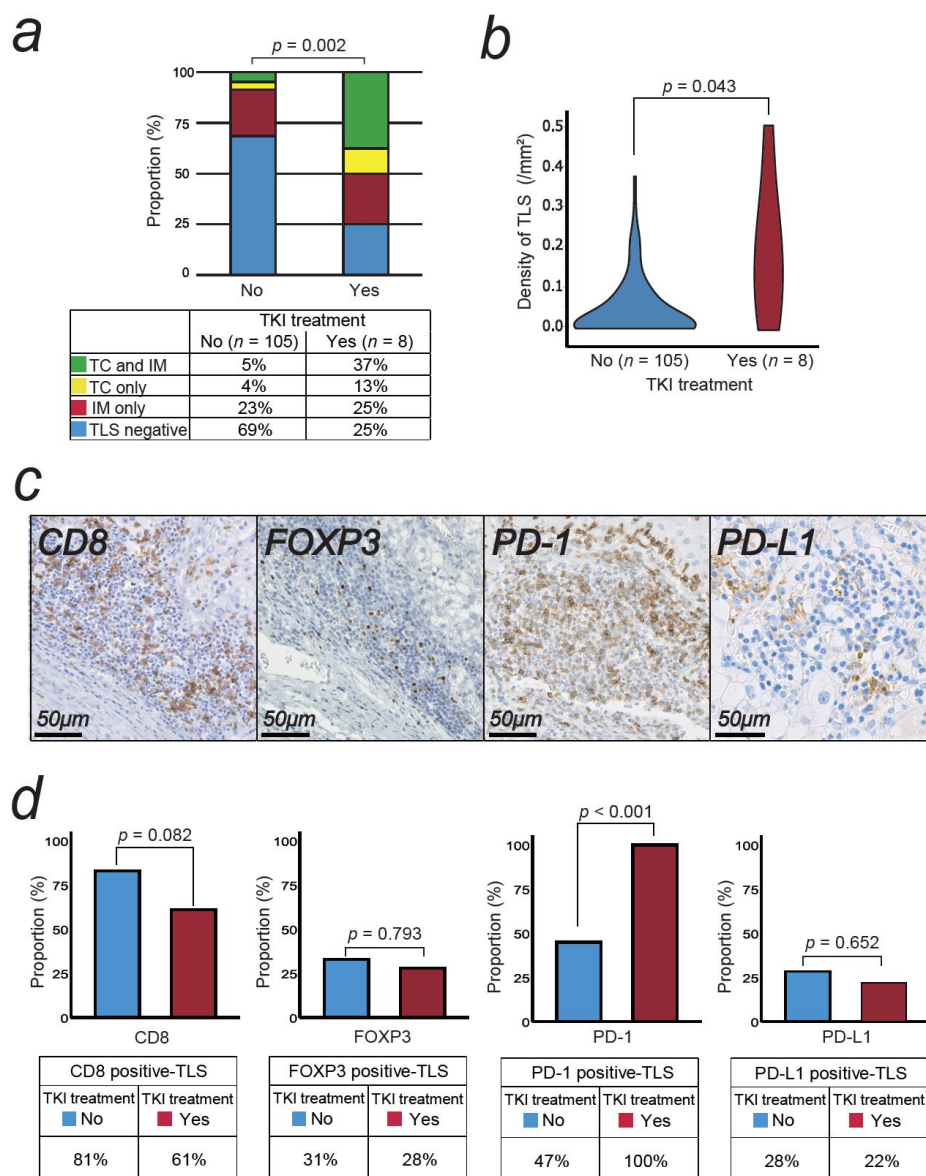 a
p = 0.002
100
75
50
25
0
Proportion (%)
No Yes
TKI treatment
No (n = 105) Yes (n = 8)
TC and IM 5% 37%
TC only 4% 13%
IM only 23% 25%
TLS negative 69% 25%
b
p = 0.043
0.5
0.4
0.3
0.2
0.1
0.0
Density of TLS (/mm²)
No (n = 105) Yes (n = 8)
TKI treatment
c
CD8 FOXP3 PD-1 PD-L1
50μm 50μm 50μm 50μm
d
p = 0.082
100
75
50
25
0
Proportion (%)
CD8
CD8 positive-TLS
TKI treatment TKI treatment
No Yes
81% 61%
p = 0.793
100
75
50
25
0
Proportion (%)
FOXP3
FOXP3 positive-TLS
TKI treatment TKI treatment
No Yes
31% 28%
p < 0.001
100
75
50
25
0
Proportion (%)
PD-1
PD-1 positive-TLS
TKI treatment TKI treatment
No Yes
47% 100%
p = 0.652
100
75
50
25
0
Proportion (%)
PD-L1
PD-L1 positive-TLS
TKI treatment TKI treatment
No Yes
28% 22%